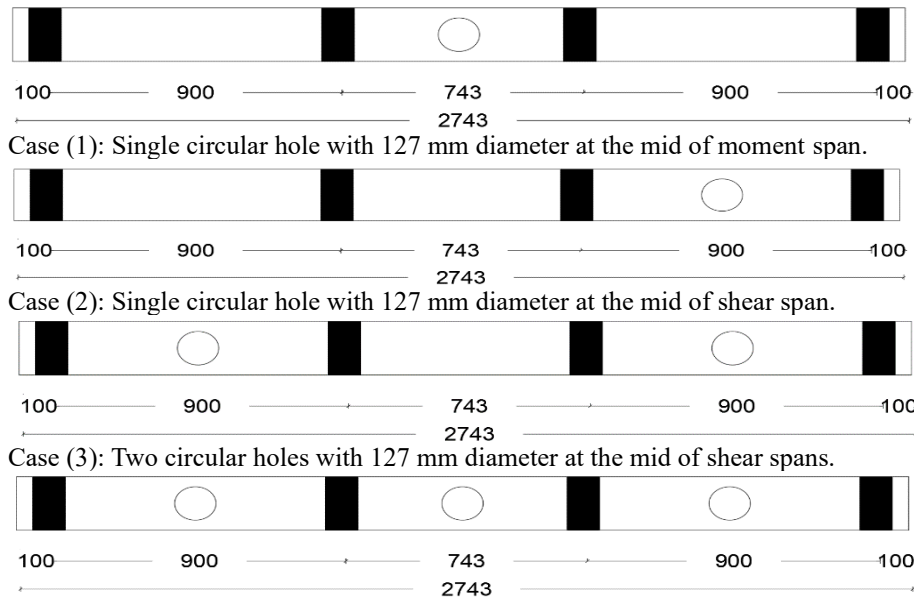 100 900 743 900 100
2743
Case (1): Single circular hole with 127 mm diameter at the mid of moment span.
100 900 743 900 100
2743
Case (2): Single circular hole with 127 mm diameter at the mid of shear span.
100 900 743 900 100
2743
Case (3): Two circular holes with 127 mm diameter at the mid of shear spans.
100 900 743 900 100
2743